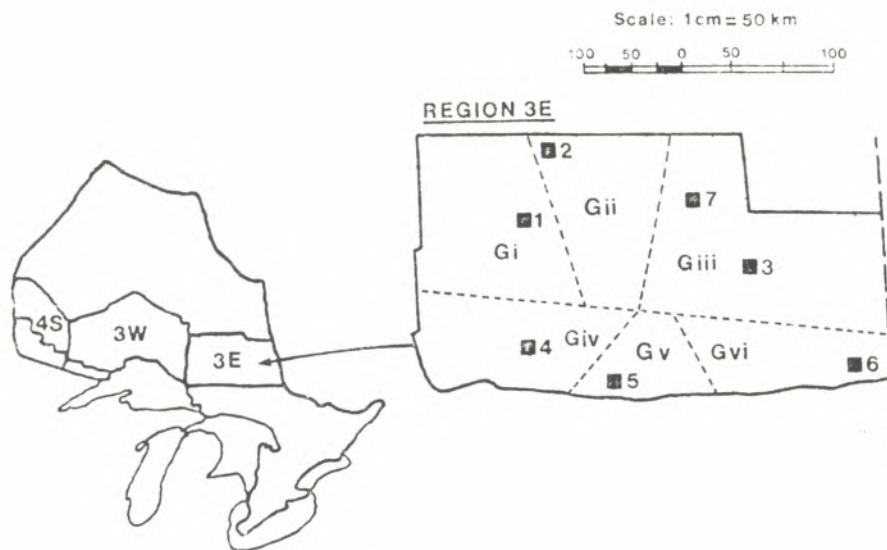 Scale: 1cm = 50 km
100 50 0 50 100
REGION 3E
2
Gii
7
1
Gi
Giii
3
4S
3W
3E
4
Giv
Gv
Gvi
5
6